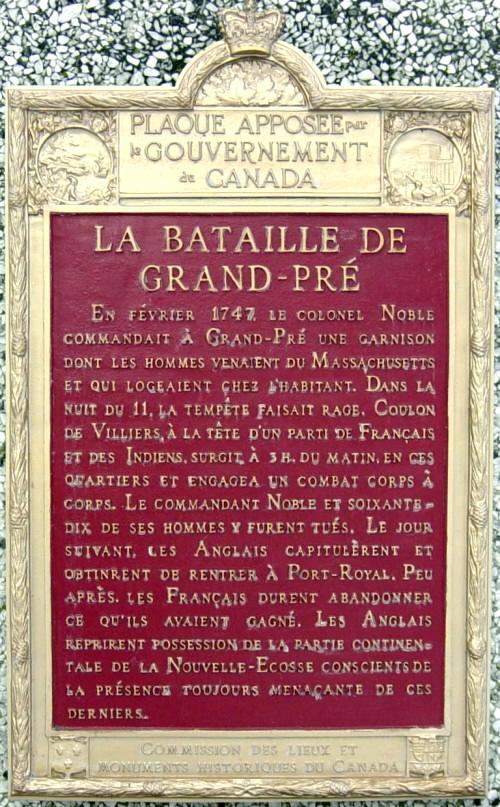 PLAQUE APPOSÉE par
le GOUVERNEMENT
du CANADA
LA BATAILLE DE
GRAND-PRÉ
EN FÉVRIER 1747, LE COLONEL NOBLE
COMMANDAIT À GRAND-PRÉ UNE GARNISON
DONT LES HOMMES VENAIENT DU MASSACHUSETTS
ET QUI LOGEAIENT CHEZ L'HABITANT. DANS LA
NUIT DU 11, LA TEMPÊTE FAISAIT RAGE. COULON
DE VILLIERS, À LA TÊTE D'UN PARTI DE FRANÇAIS
ET DES INDIENS, SURGIT, À 3 H. DU MATIN, EN CES
QUARTIERS ET ENGAGEA UN COMBAT CORPS À
CORPS. LE COMMANDANT NOBLE ET SOIXANTE-
DIX DE SES HOMMES Y FURENT TUÉS. LE JOUR
SUIVANT, LES ANGLAIS CAPITULÈRENT ET
OBTINRENT DE RENTRER À PORT-ROYAL. PEU
APRÈS, LES FRANÇAIS DURENT ABANDONNER
CE QU'ILS AVAIENT GAGNÉ. LES ANGLAIS
REPRIRENT POSSESSION DE LA PARTIE CONTINEN-
TALE DE LA NOUVELLE-ECOSSE CONSCIENTS DE
LA PRÉSENCE TOUJOURS MENAÇANTE DE CES
DERNIERS.
COMMISSION DES LIEUX ET
MONUMENTS HISTORIQUES DU CANADA